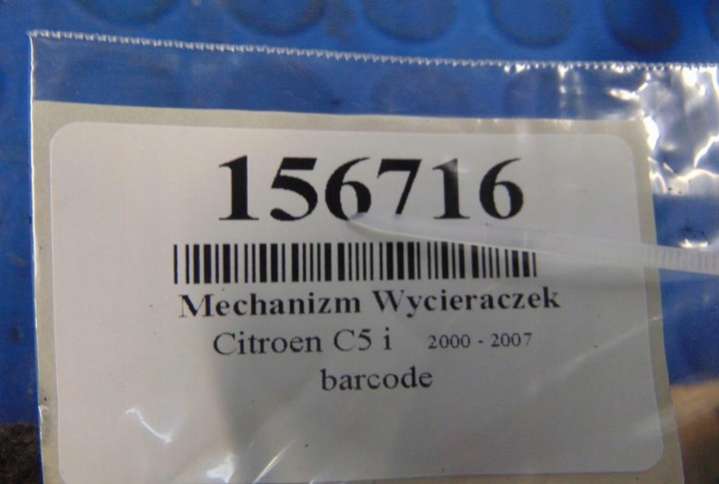 156716
Mechanizm Wycieraczek
Citroen C5 i 2000 - 2007
barcode